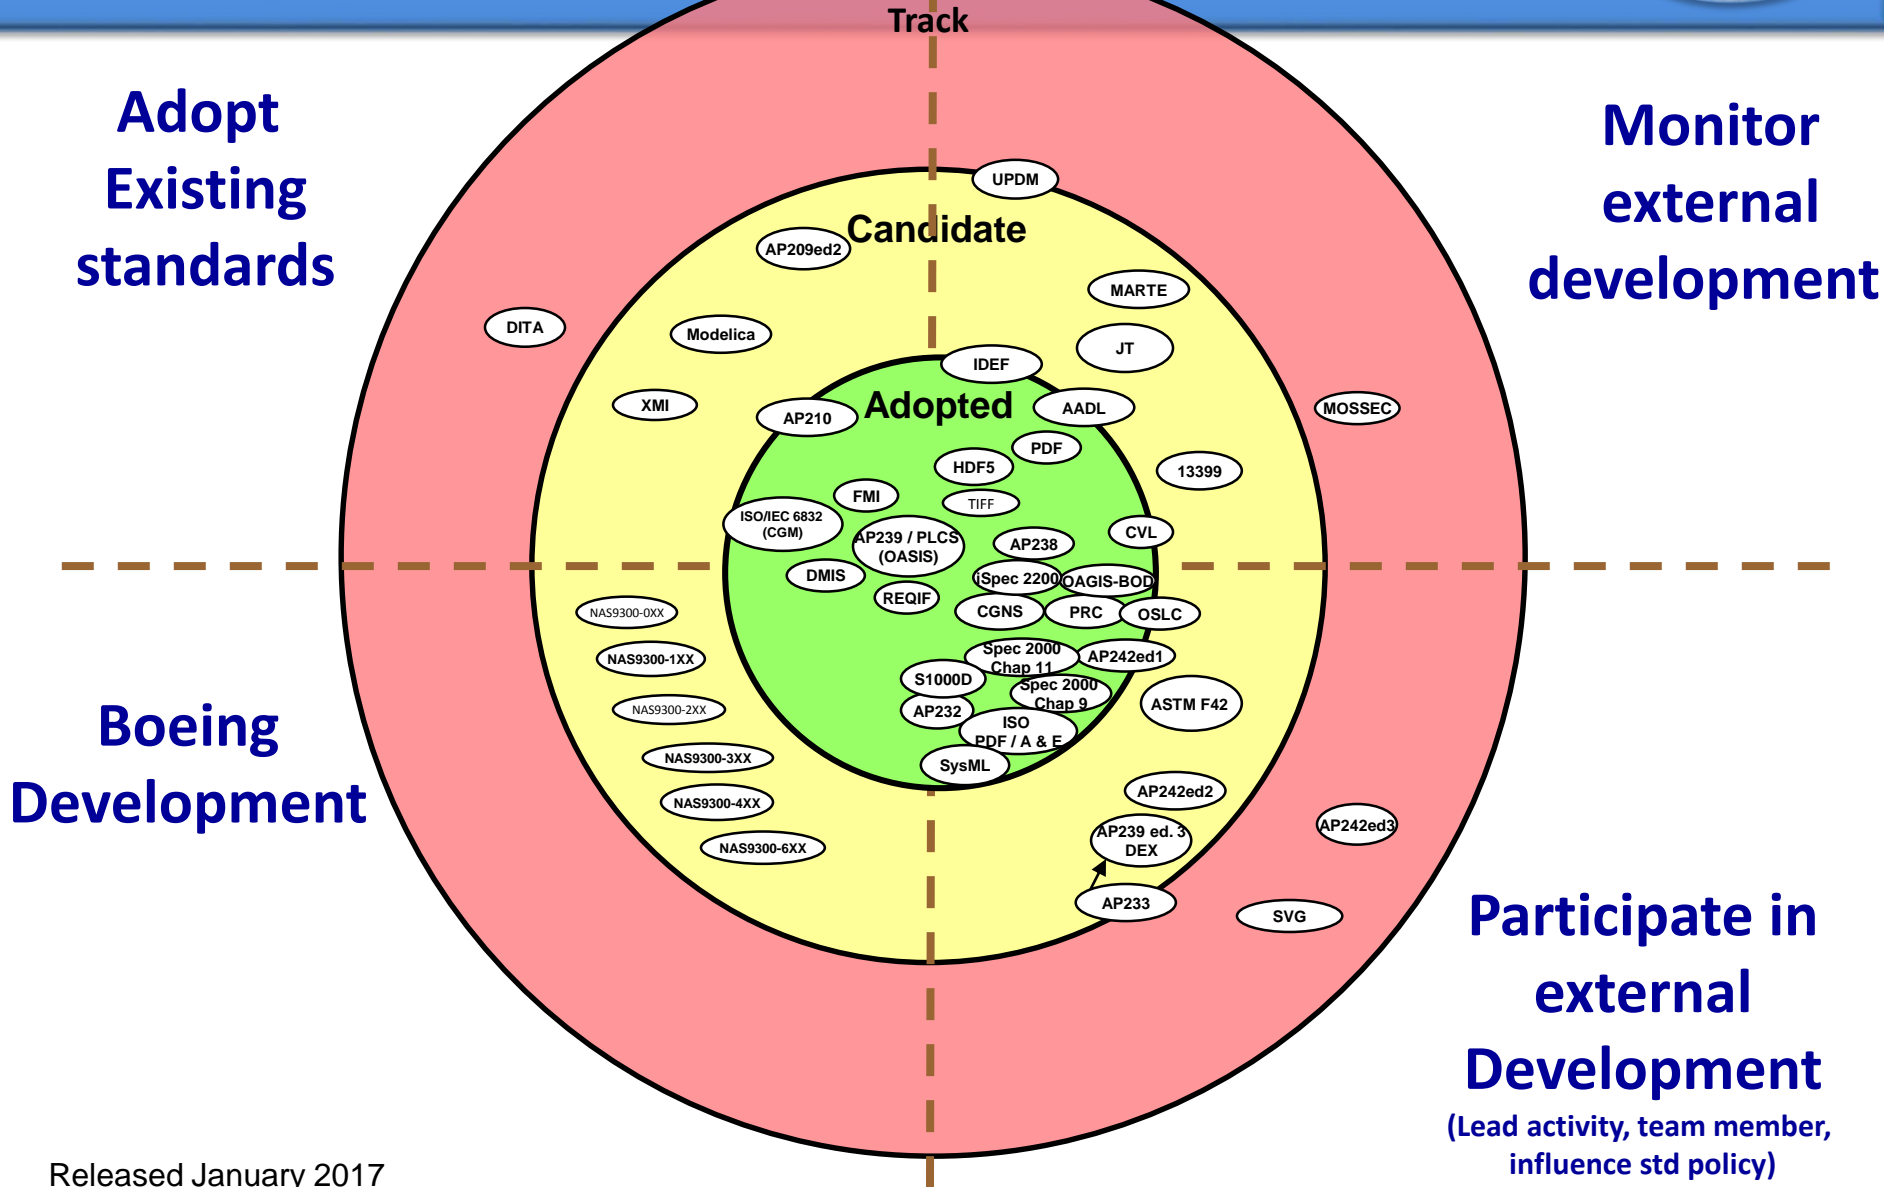 Track
Adopt
Existing
standards
Monitor
external
development
UPDM
Candidate
AP209ed2
MARTE
DITA
Modelica
JT
IDEF
XMI
AP210
Adopted
AADL
MOSSEC
PDF
HDF5
13399
FMI
TIFF
ISO/IEC 6832
(CGM)
AP239 / PLCS
(OASIS)
AP238
CVL
DMIS
iSpec 2200
OAGIS-BOD
REQIF
CGNS
PRC
OSLC
NAS9300-0XX
NAS9300-1XX
Spec 2000
Chap 11
AP242ed1
S1000D
Spec 2000
Chap 9
ASTM F42
NAS9300-2XX
AP232
ISO
PDF / A & E
Boeing
Development
NAS9300-3XX
SysML
NAS9300-4XX
AP242ed2
NAS9300-6XX
AP239 ed. 3
DEX
AP242ed3
AP233
SVG
Participate in
external
Development
(Lead activity, team member,
influence std policy)
Released January 2017